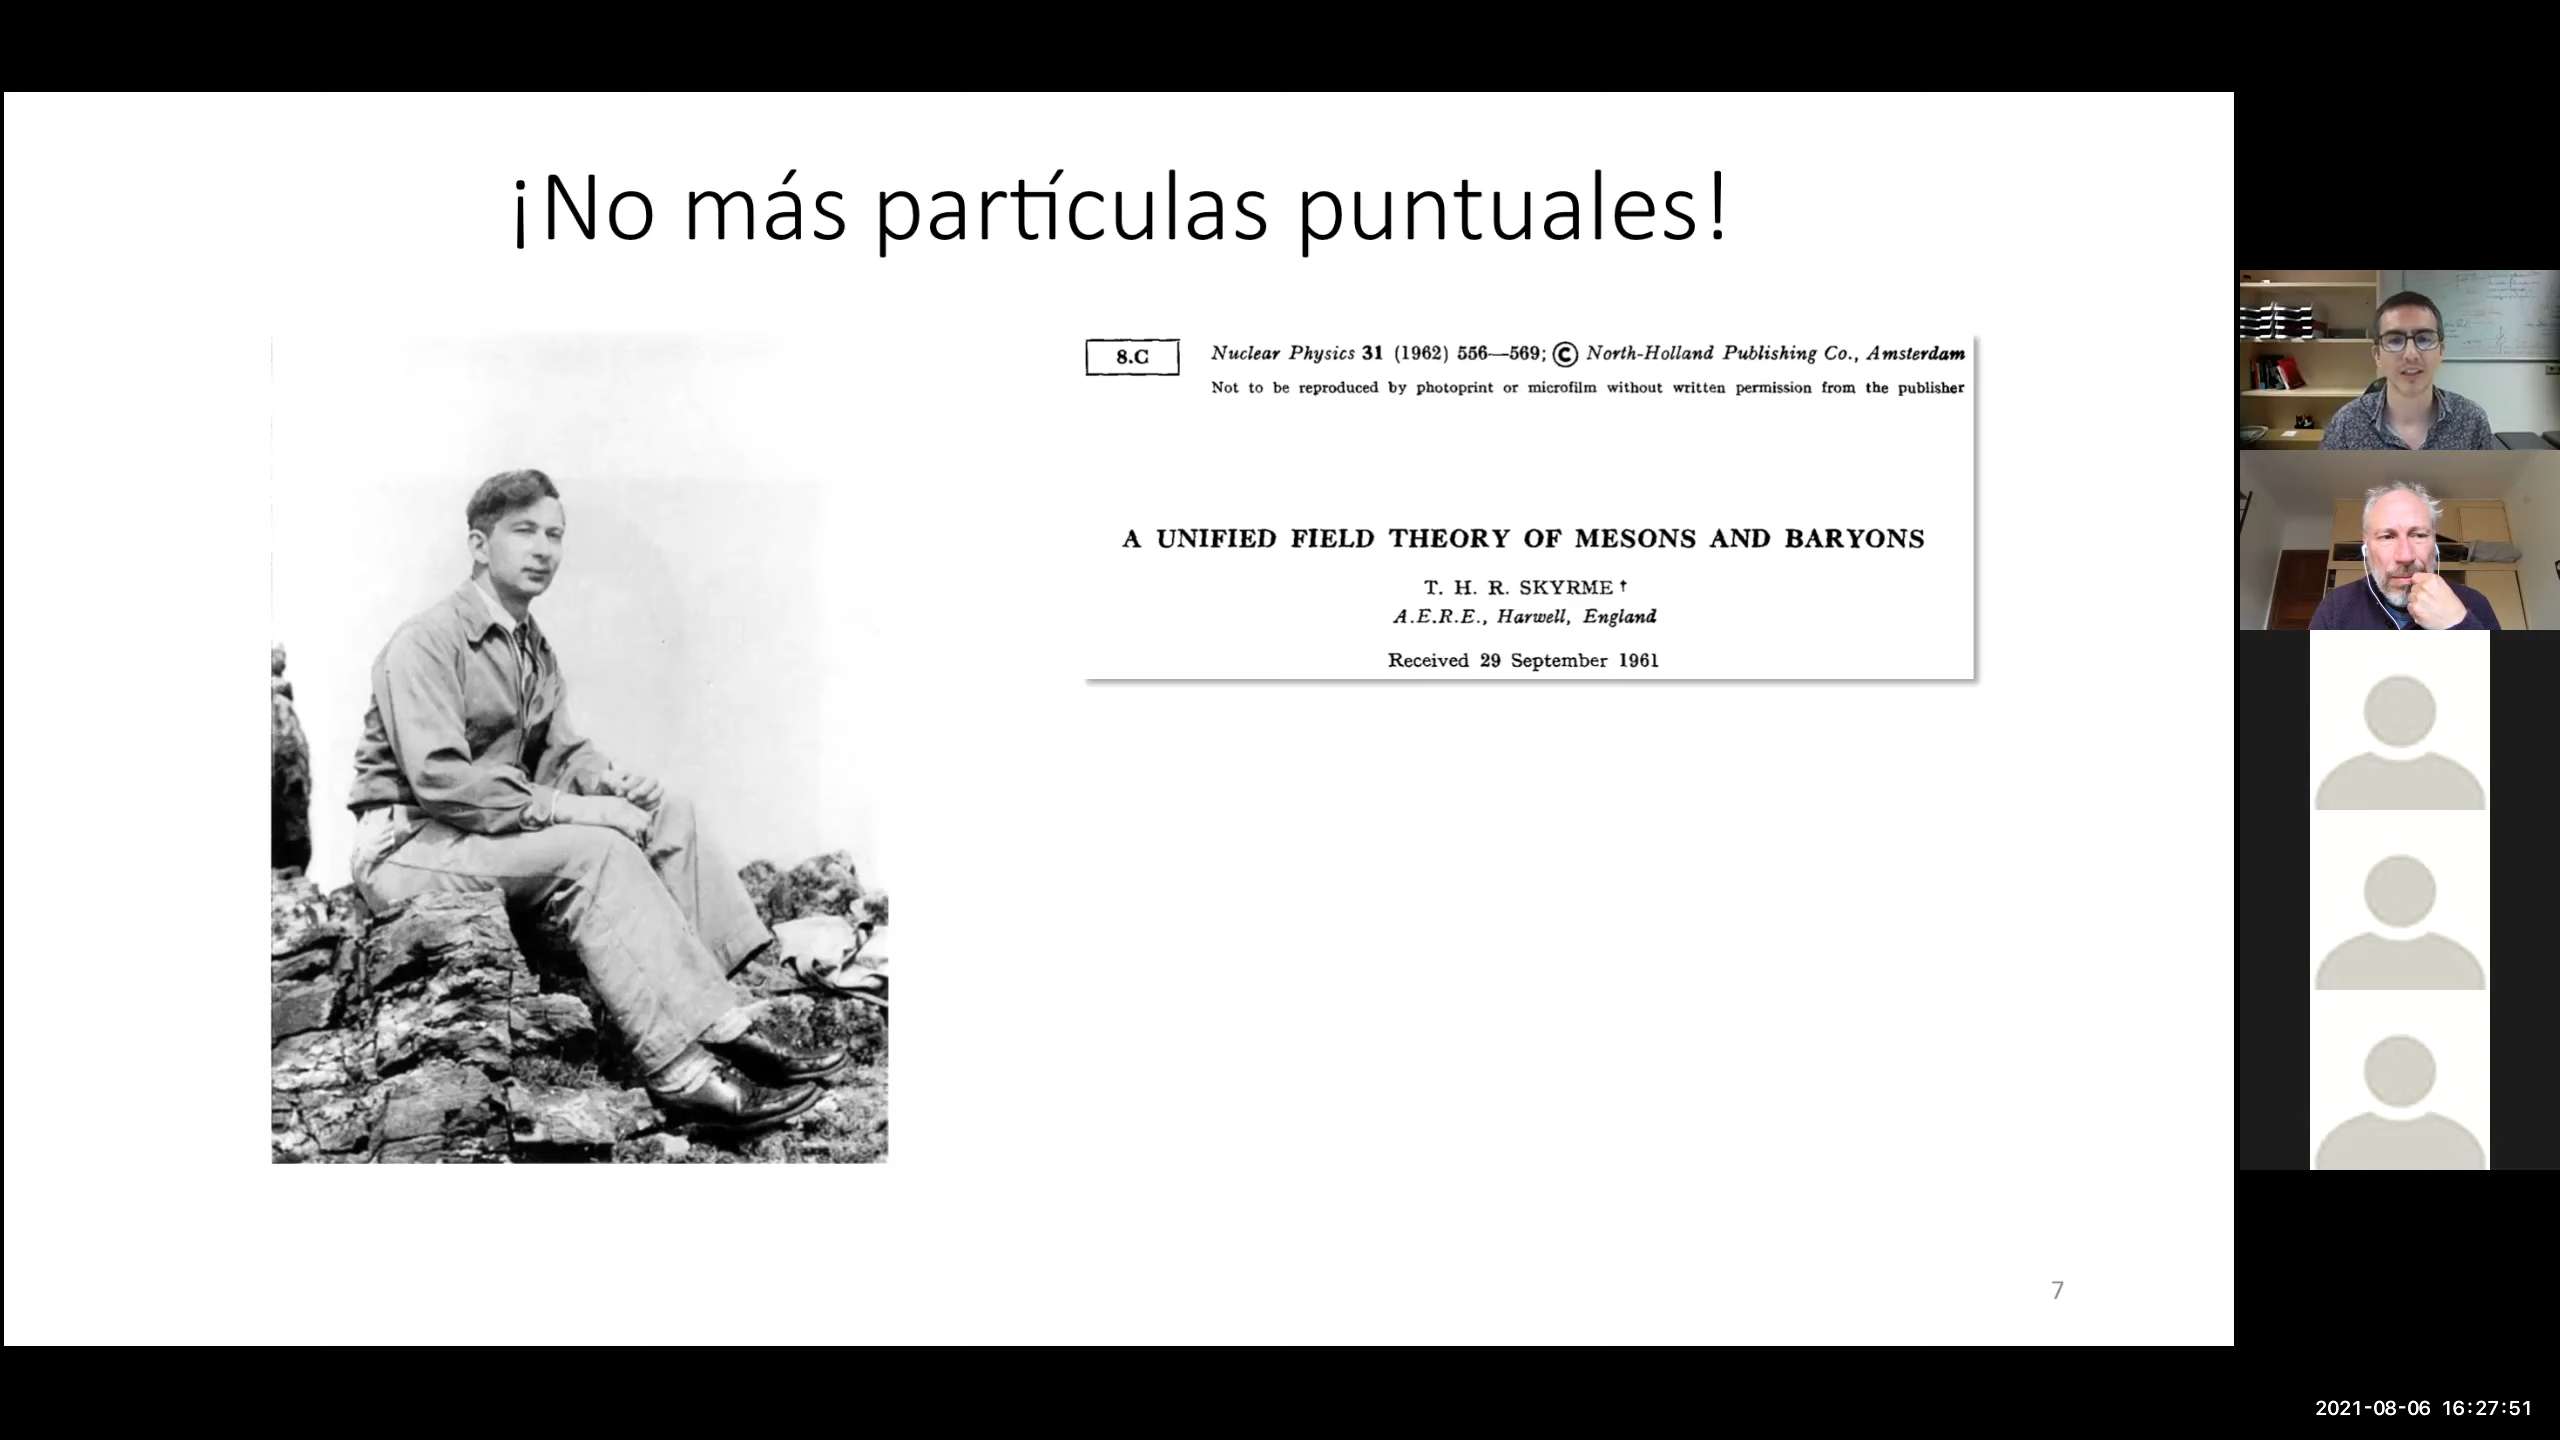 ¡No más partículas puntuales!
8.C
Nuclear Physics 31 (1962) 556—569; © North-Holland Publishing Co., Amsterdam
Not to be reproduced by photoprint or microfilm without written permission from the publisher
A UNIFIED FIELD THEORY OF MESONS AND BARYONS
T. H. R. SKYRME †
A.E.R.E., Harwell, England
Received 29 September 1961
7
2021-08-06 16:27:51